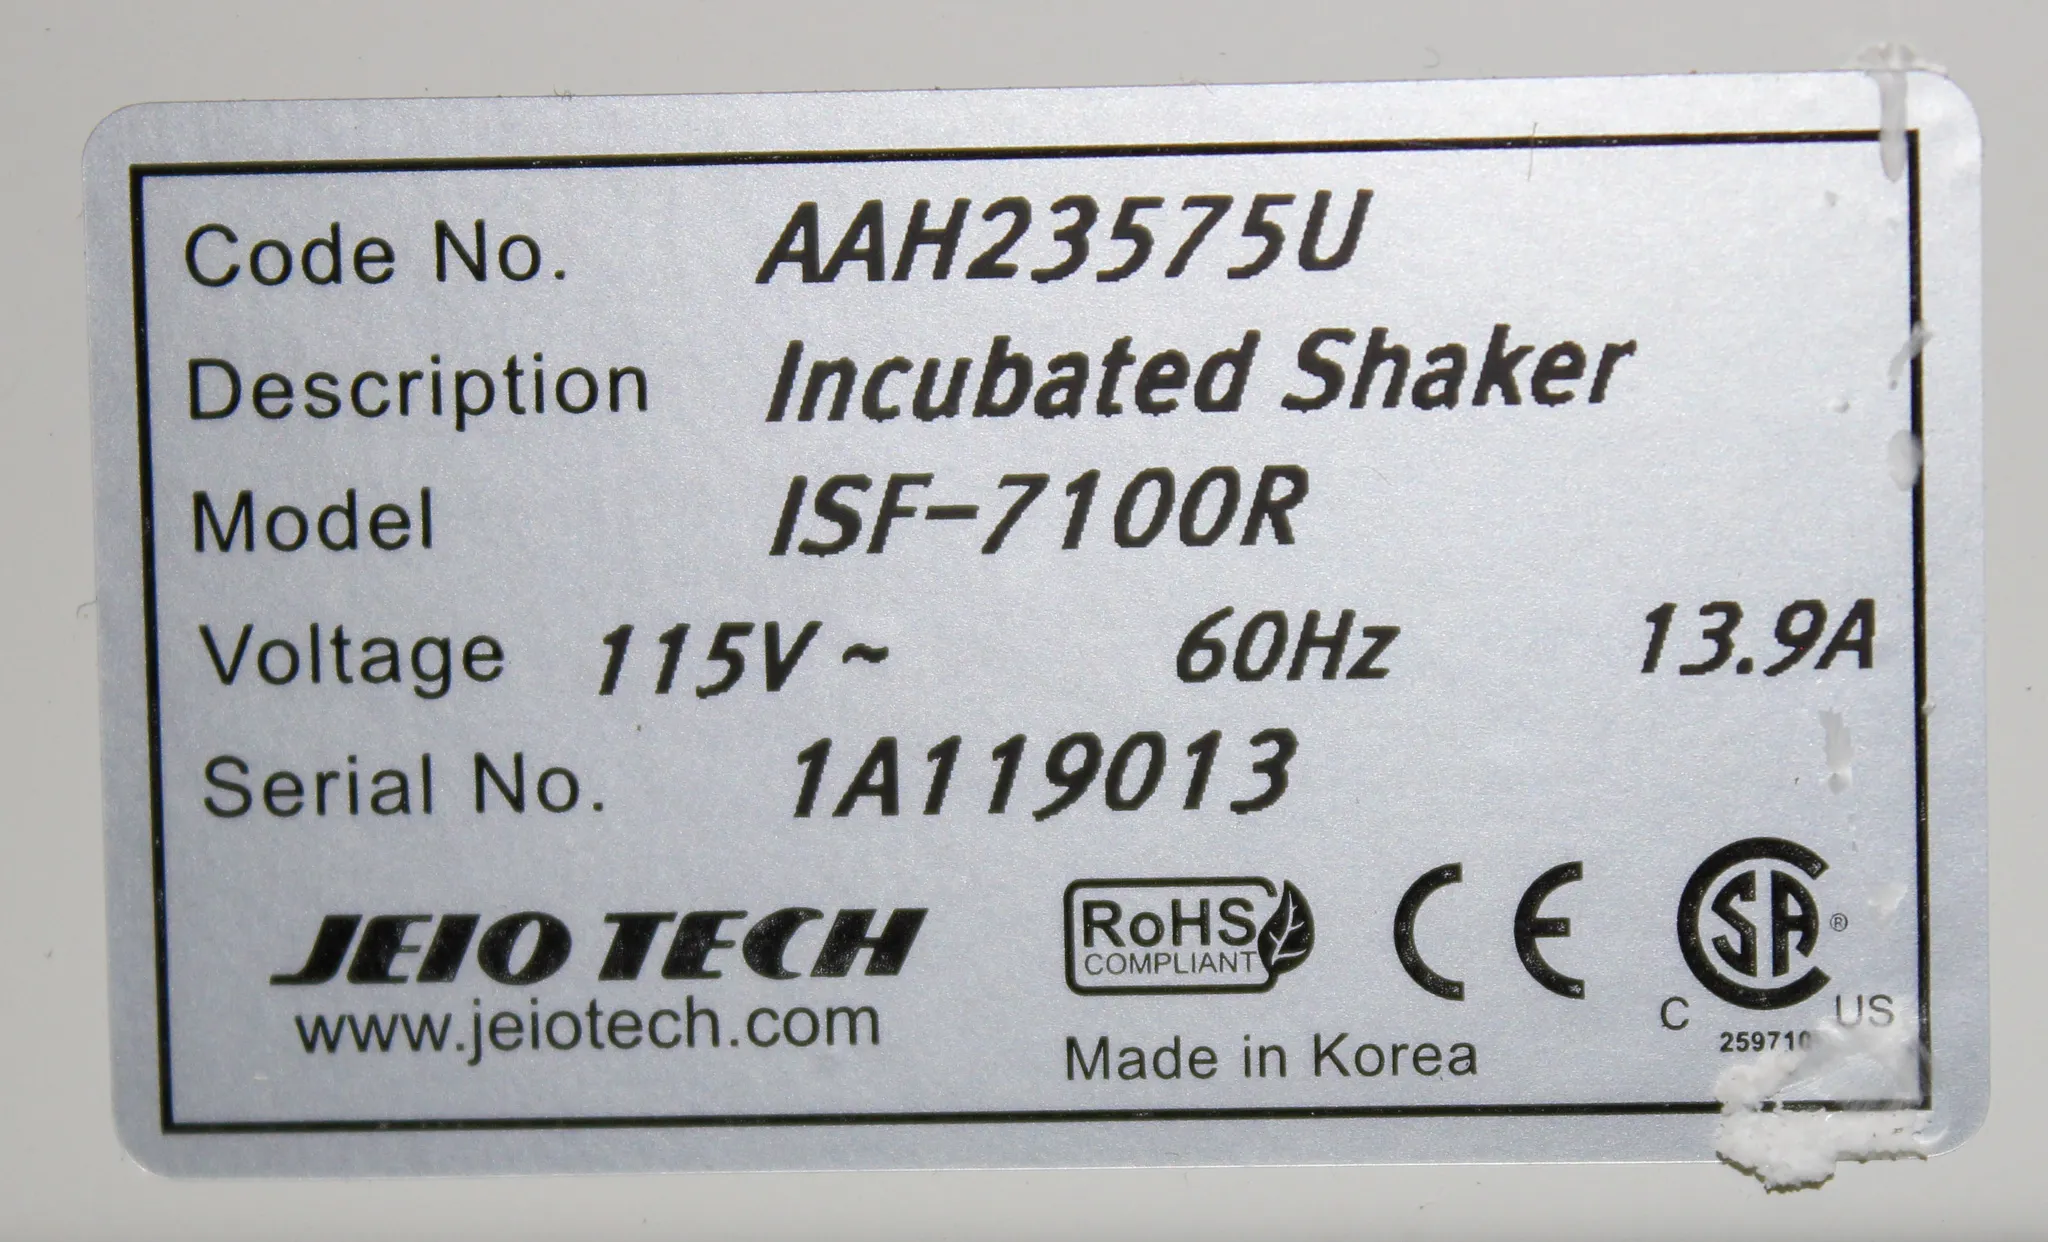 Code No. AAH23575U
Description Incubated Shaker
Model ISF-7100R
Voltage 115V ~ 60Hz 13.9A
Serial No. 1A119013
JEIO TECH
www.jeiotech.com
RoHS
COMPLIANT
CE
SA ®
C US
Made in Korea